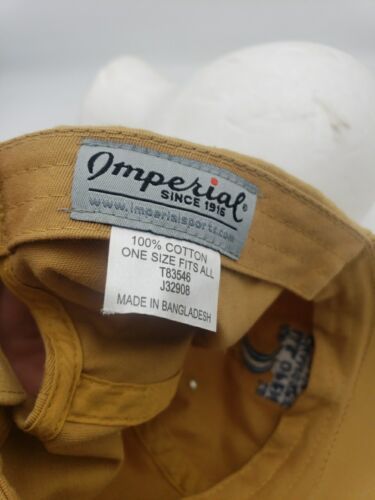 Imperial®
SINCE 1916
www.imperialsports.com
100% COTTON
ONE SIZE FITS ALL
T83546
J32908
MADE IN BANGLADESH